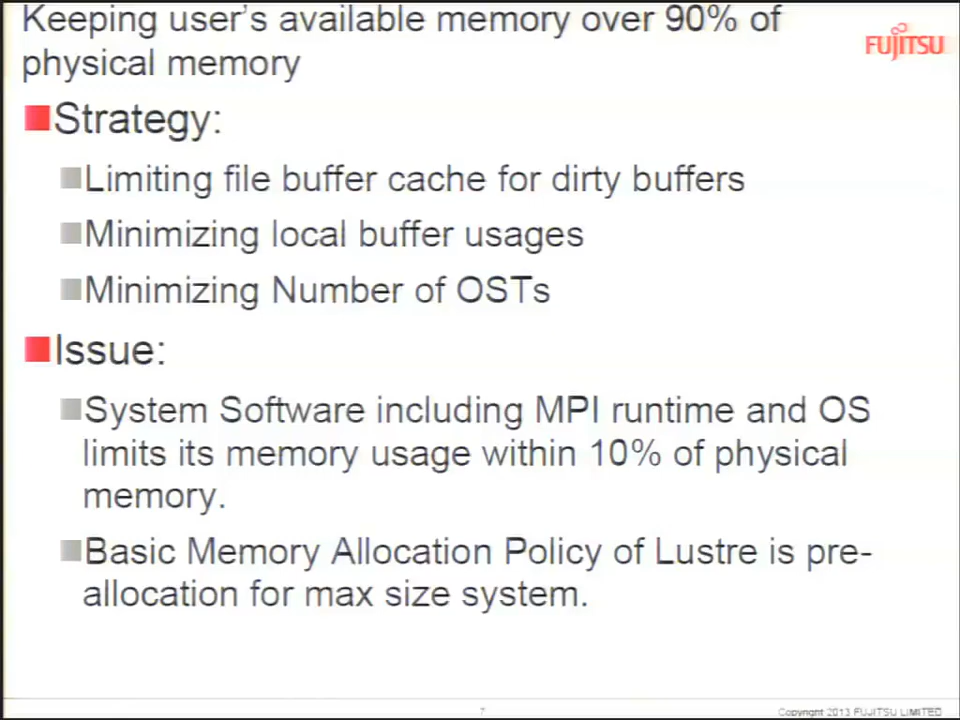 Keeping user's available memory over 90% of
physical memory
FUJITSU
Strategy:
Limiting file buffer cache for dirty buffers
Minimizing local buffer usages
Minimizing Number of OSTs
Issue:
System Software including MPI runtime and OS
limits its memory usage within 10% of physical
memory.
Basic Memory Allocation Policy of Lustre is pre-
allocation for max size system.
7
Copyright 2013 FUJITSU LIMITED